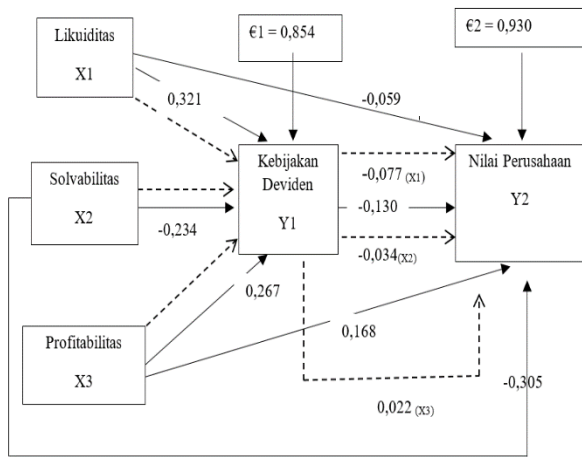 Likuiditas
X1
€1 = 0,854
€2 = 0,930
0,321
-0,059
Solvabilitas
X2
-0,234
Kebijakan
Deviden
Y1
-0,077 (X1)
-0,130
-0,034(X2)
Nilai Perusahaan
Y2
0,267
Profitabilitas
X3
0,168
-0,305
0,022 (X3)